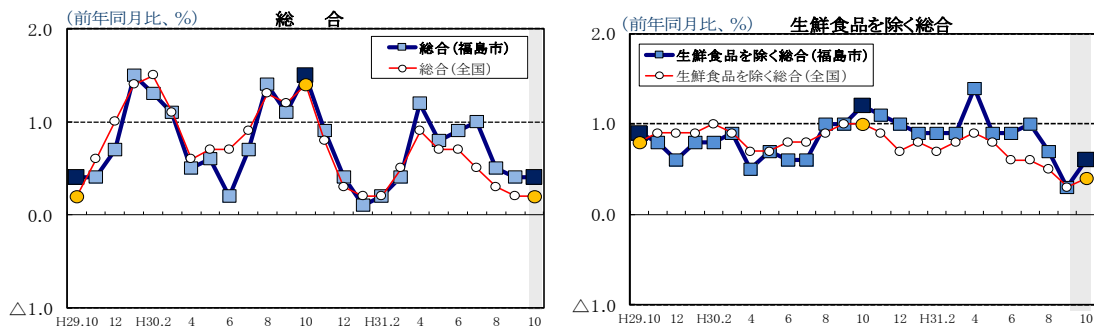 (前年同月比、%)
総 合
2.0
総合(福島市)
総合(全国)
1.0
0.0
△1.0
H29.10 12 H30.2 4 6 8 10 12 H31.2 4 6 8 10
(前年同月比、%)
生鮮食品を除く総合
2.0
生鮮食品を除く総合(福島市)
生鮮食品を除く総合(全国)
1.0
0.0
△1.0
H29.10 12 H30.2 4 6 8 10 12 H31.2 4 6 8 10